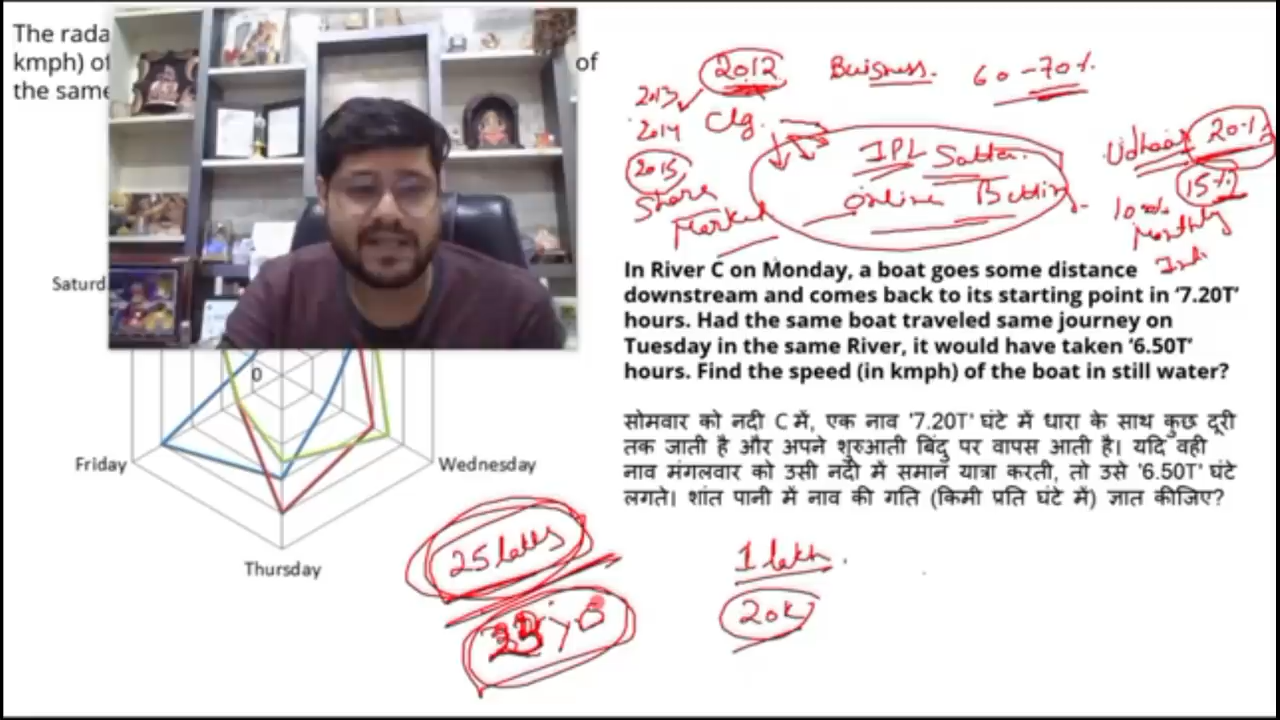 The rada
kmph) of
of
the same
Saturd
0
Friday
Wednesday
Thursday
2012
Buisness.
60-70%
2013
2014
Clg.
2015
Share
Market
IPL Satta.
online Betting
20%
15%
10%
Monthly
In River C on Monday, a boat goes some distance
downstream and comes back to its starting point in ‘7.20T’
hours. Had the same boat traveled same journey on
Tuesday in the same River, it would have taken ‘6.50T’
hours. Find the speed (in kmph) of the boat in still water?
सोमवार को नदी C में, एक नाव '7.20T' घंटे में धारा के साथ कुछ दूरी
तक जाती है और अपने शुरुआती बिंदु पर वापस आती है। यदि वही
नाव मंगलवार को उसी नदी में समान यात्रा करती, तो उसे '6.50T' घंटे
लगते। शांत पानी में नाव की गति (किमी प्रति घंटे में) ज्ञात कीजिए?
25 lakhs
1 lakh.
20K